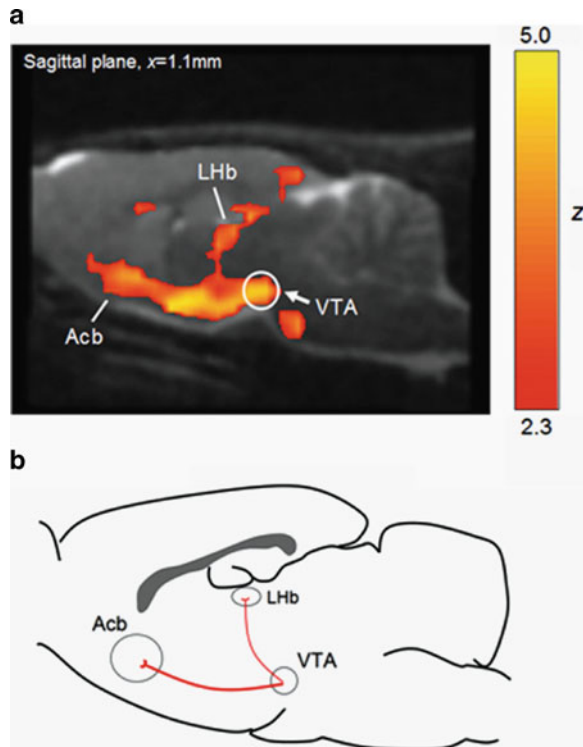 a
Sagittal plane, x=1.1mm
5.0
LHb
Z
VTA
Acb
2.3
b
LHb
Acb
VTA